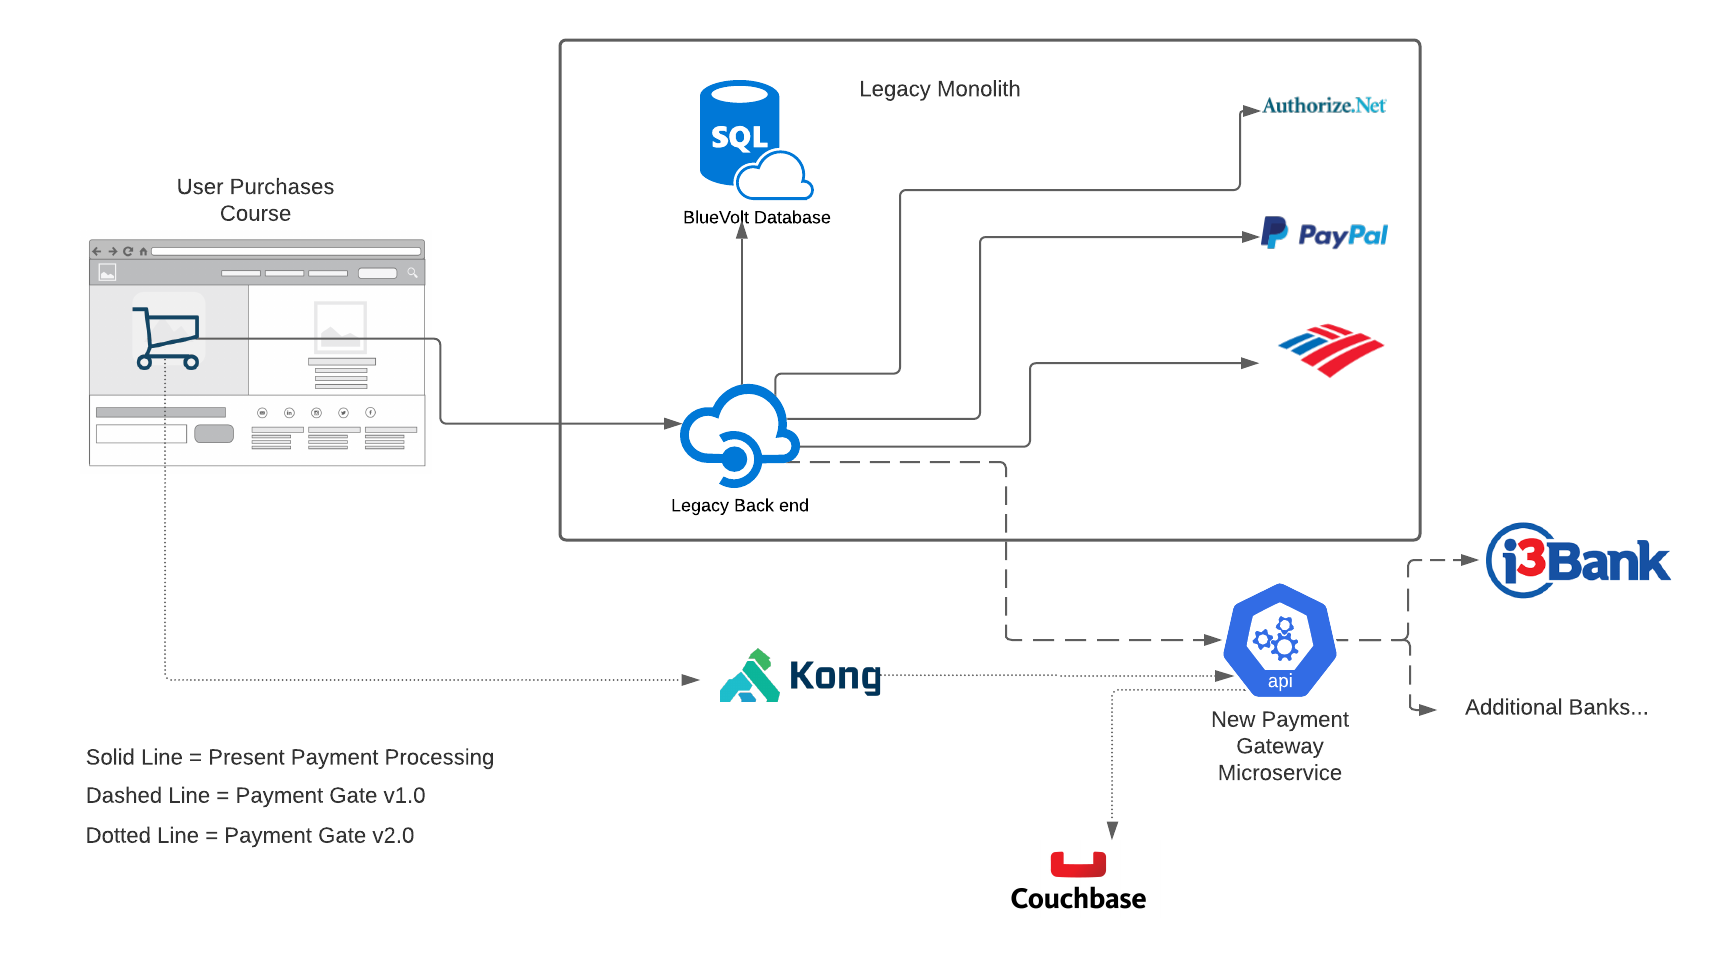 Legacy Monolith
Authorize.Net
SQL
User Purchases
Course
BlueVolt Database
PayPal
Legacy Back end
i3Bank
Kong
api
Additional Banks...
New Payment
Gateway
Microservice
Solid Line = Present Payment Processing
Dashed Line = Payment Gate v1.0
Dotted Line = Payment Gate v2.0
Couchbase